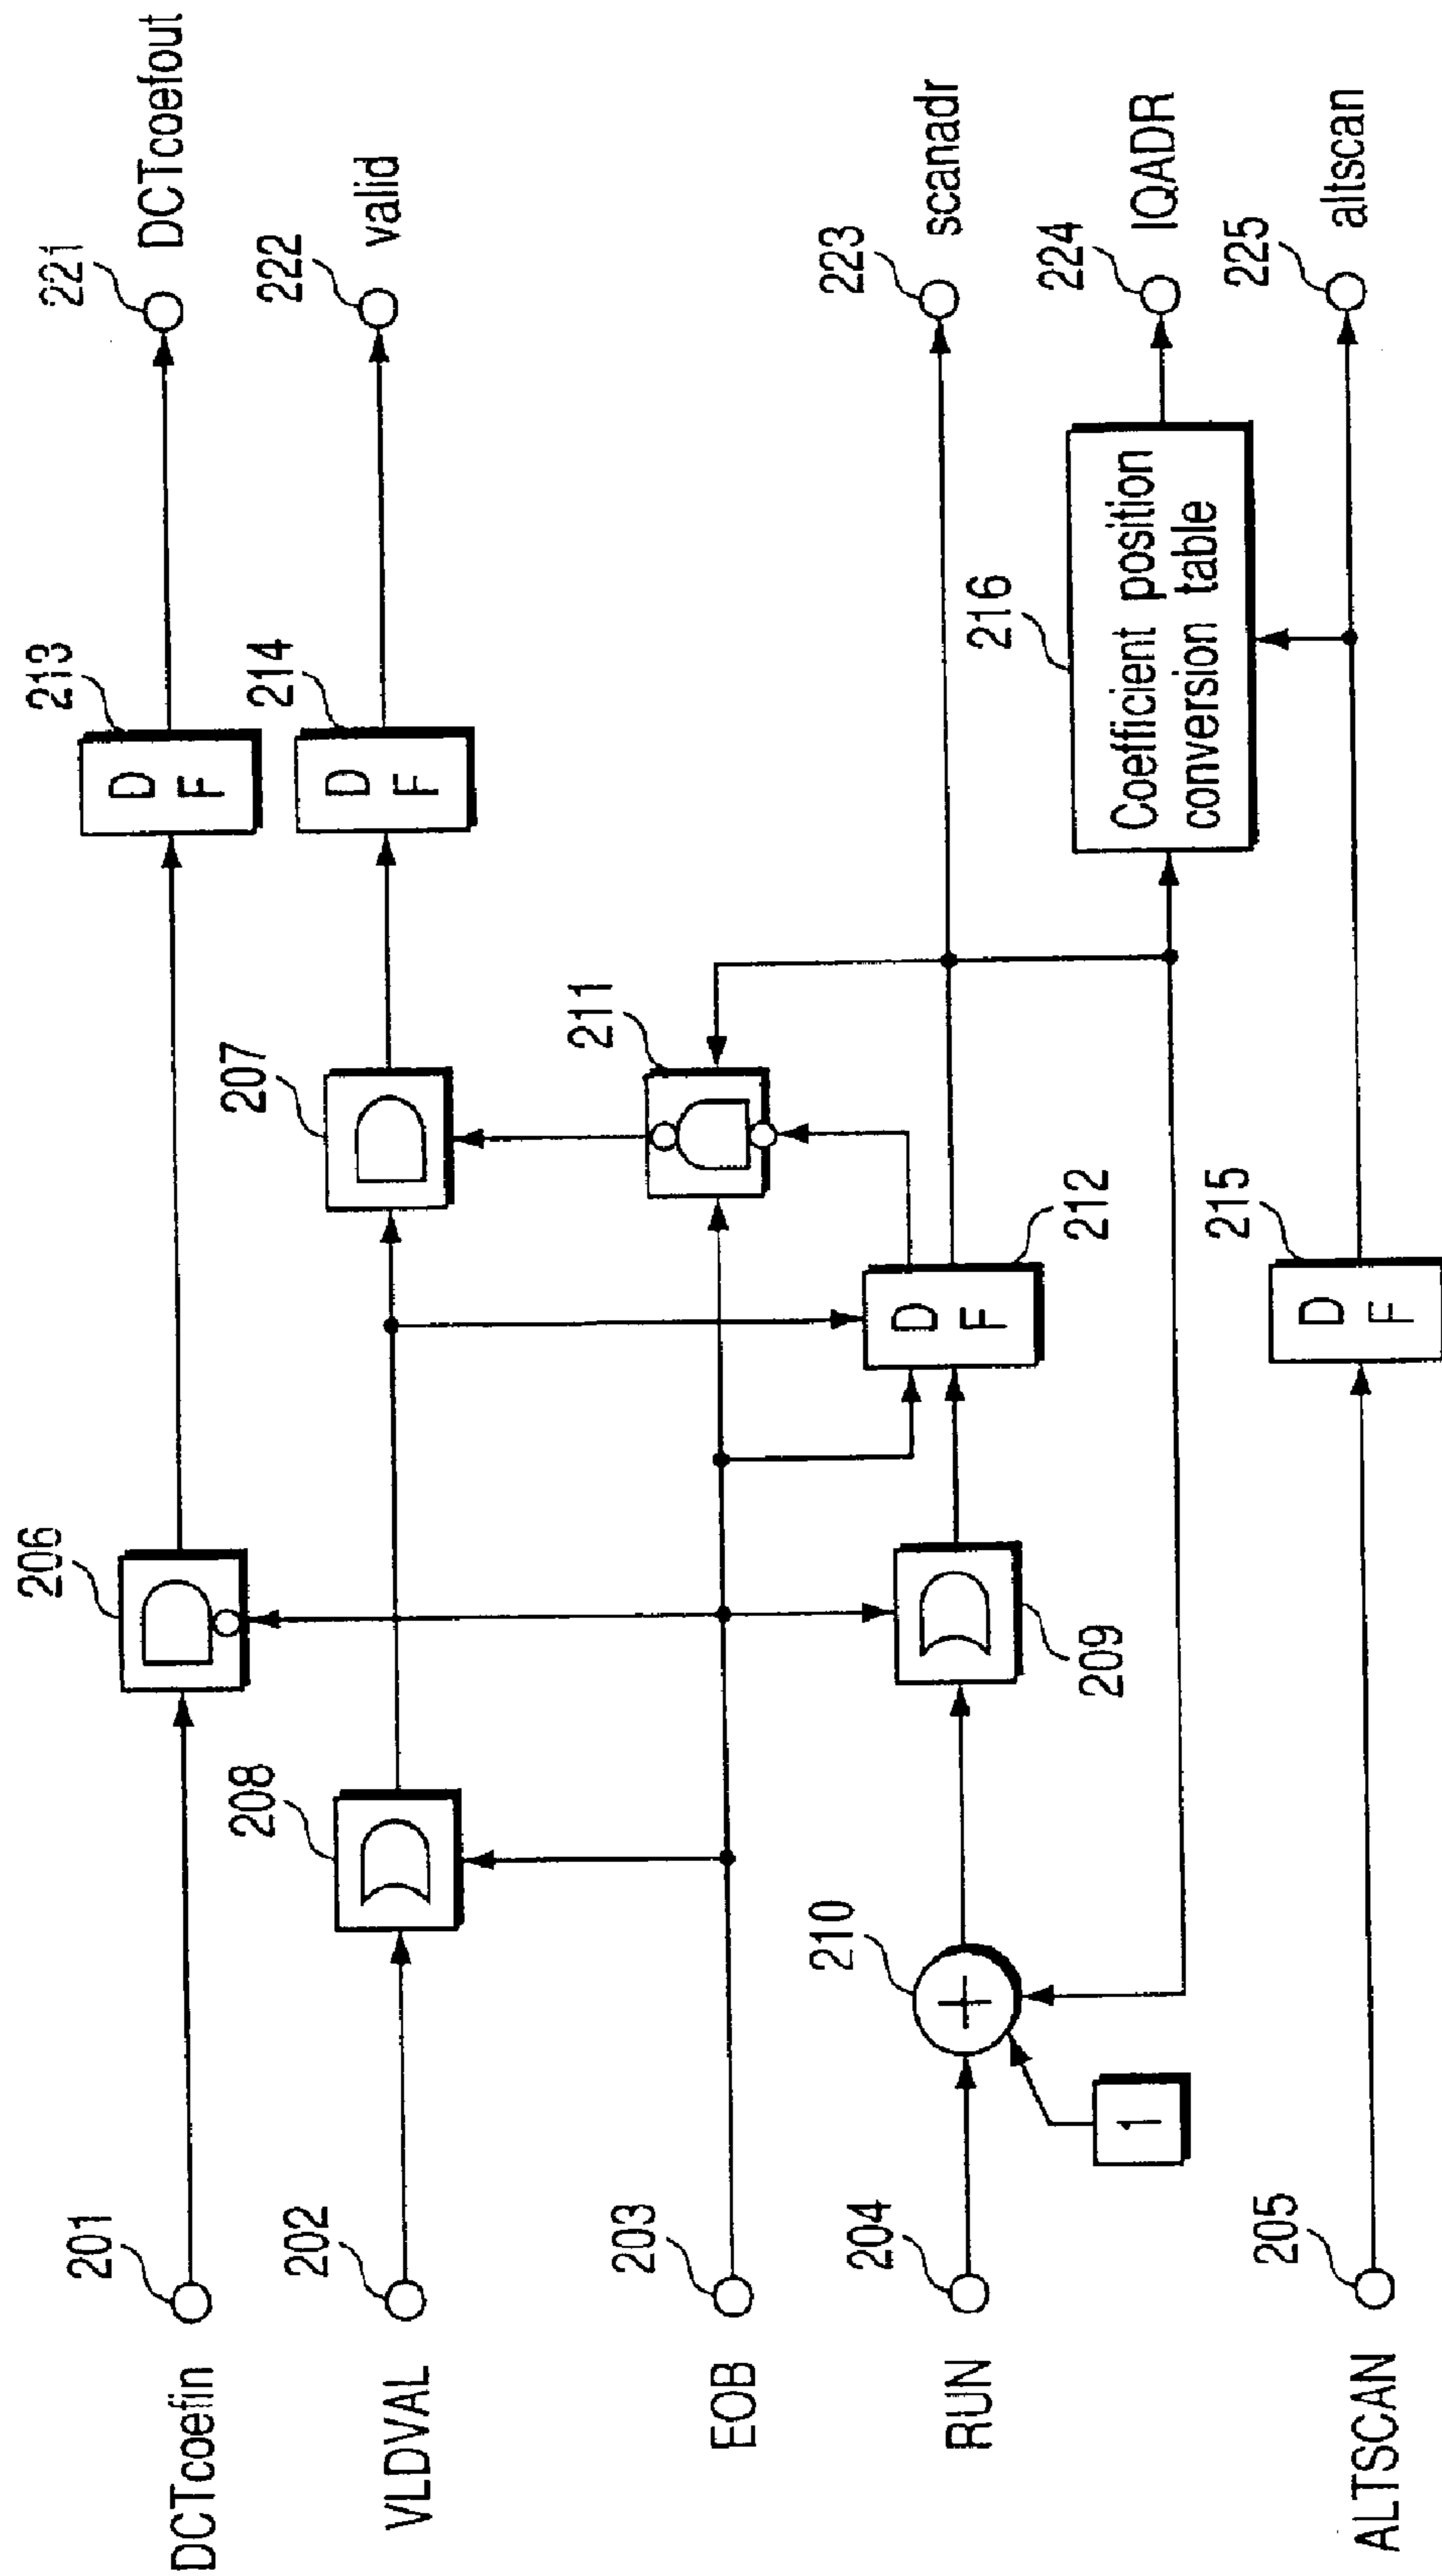 201
DCTcoefin
206
213
D
F
221
DCTcoefout
202
VLDVAL
208
207
214
D
F
222
valid
203
EOB
211
204
RUN
210
1
209
212
D
F
223
scanadr
216
Coefficient position
conversion table
224
IQADR
205
ALTSCAN
215
D
F
225
altscan